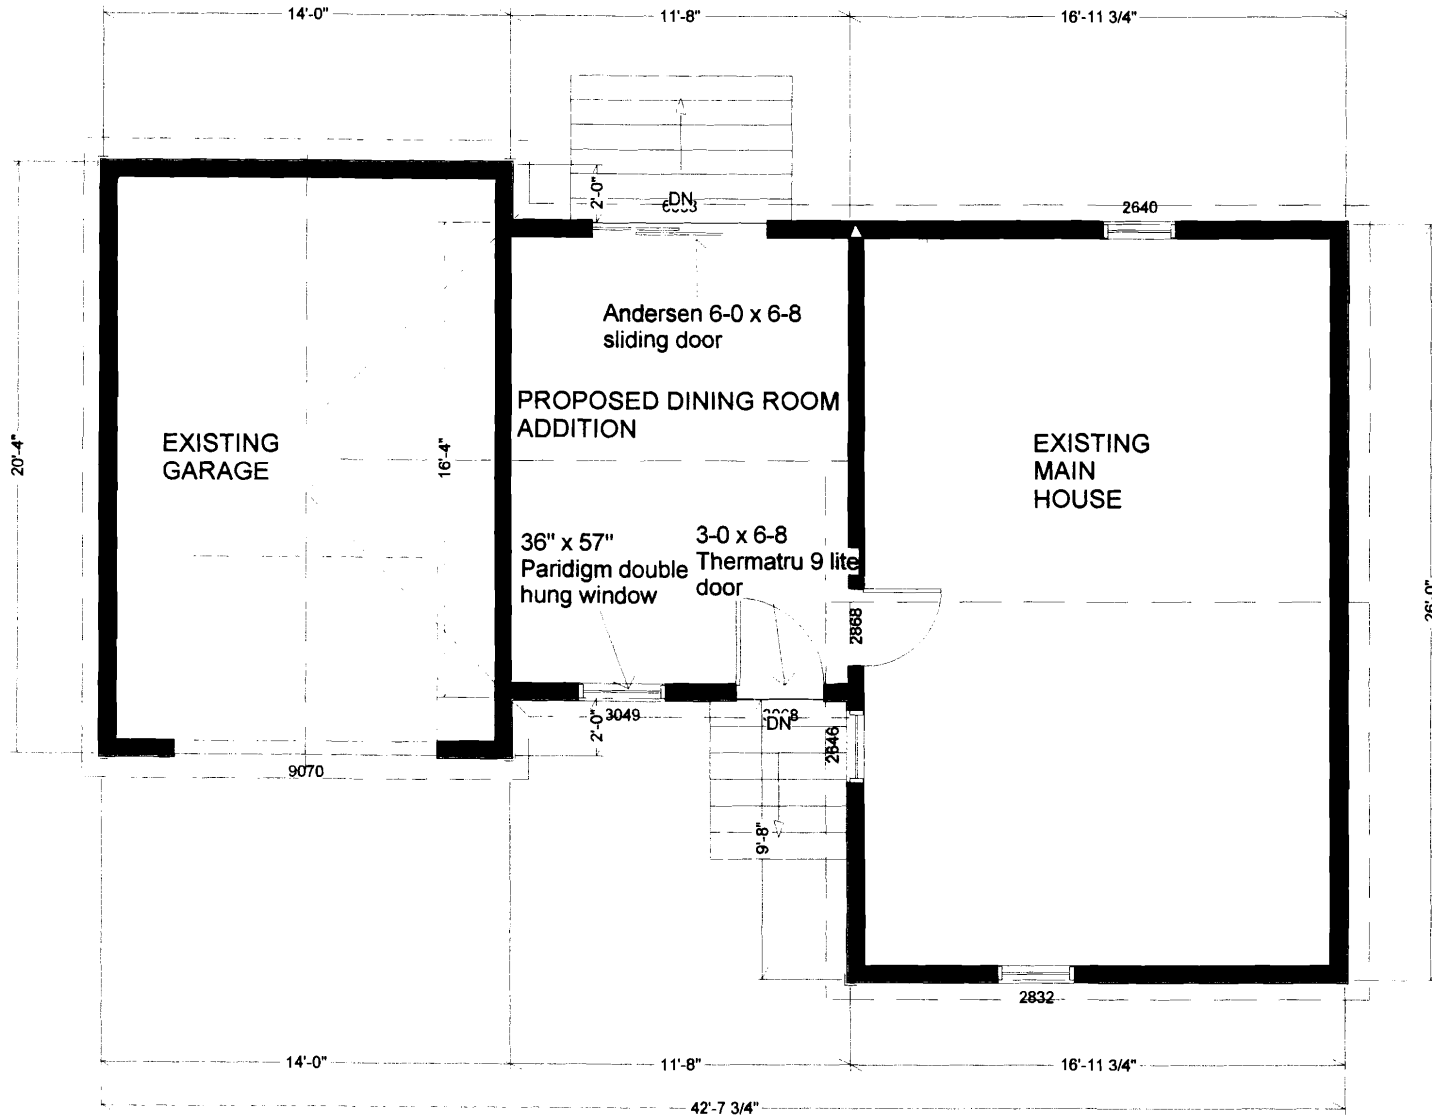 14'-0"
11'-8"
16'-11 3/4"
2'-0"
DN
2640
Andersen 6-0 x 6-8
sliding door
PROPOSED DINING ROOM
ADDITION
EXISTING
GARAGE
20'-4"
16'-4"
EXISTING
MAIN
HOUSE
36" x 57"
Paridigm double
hung window
3-0 x 6-8
Thermatru 9 lite
door
26'-0"
2868
3049
2'-0"
DN
2646
9070
9'-8"
2832
14'-0"
11'-8"
16'-11 3/4"
42'-7 3/4"